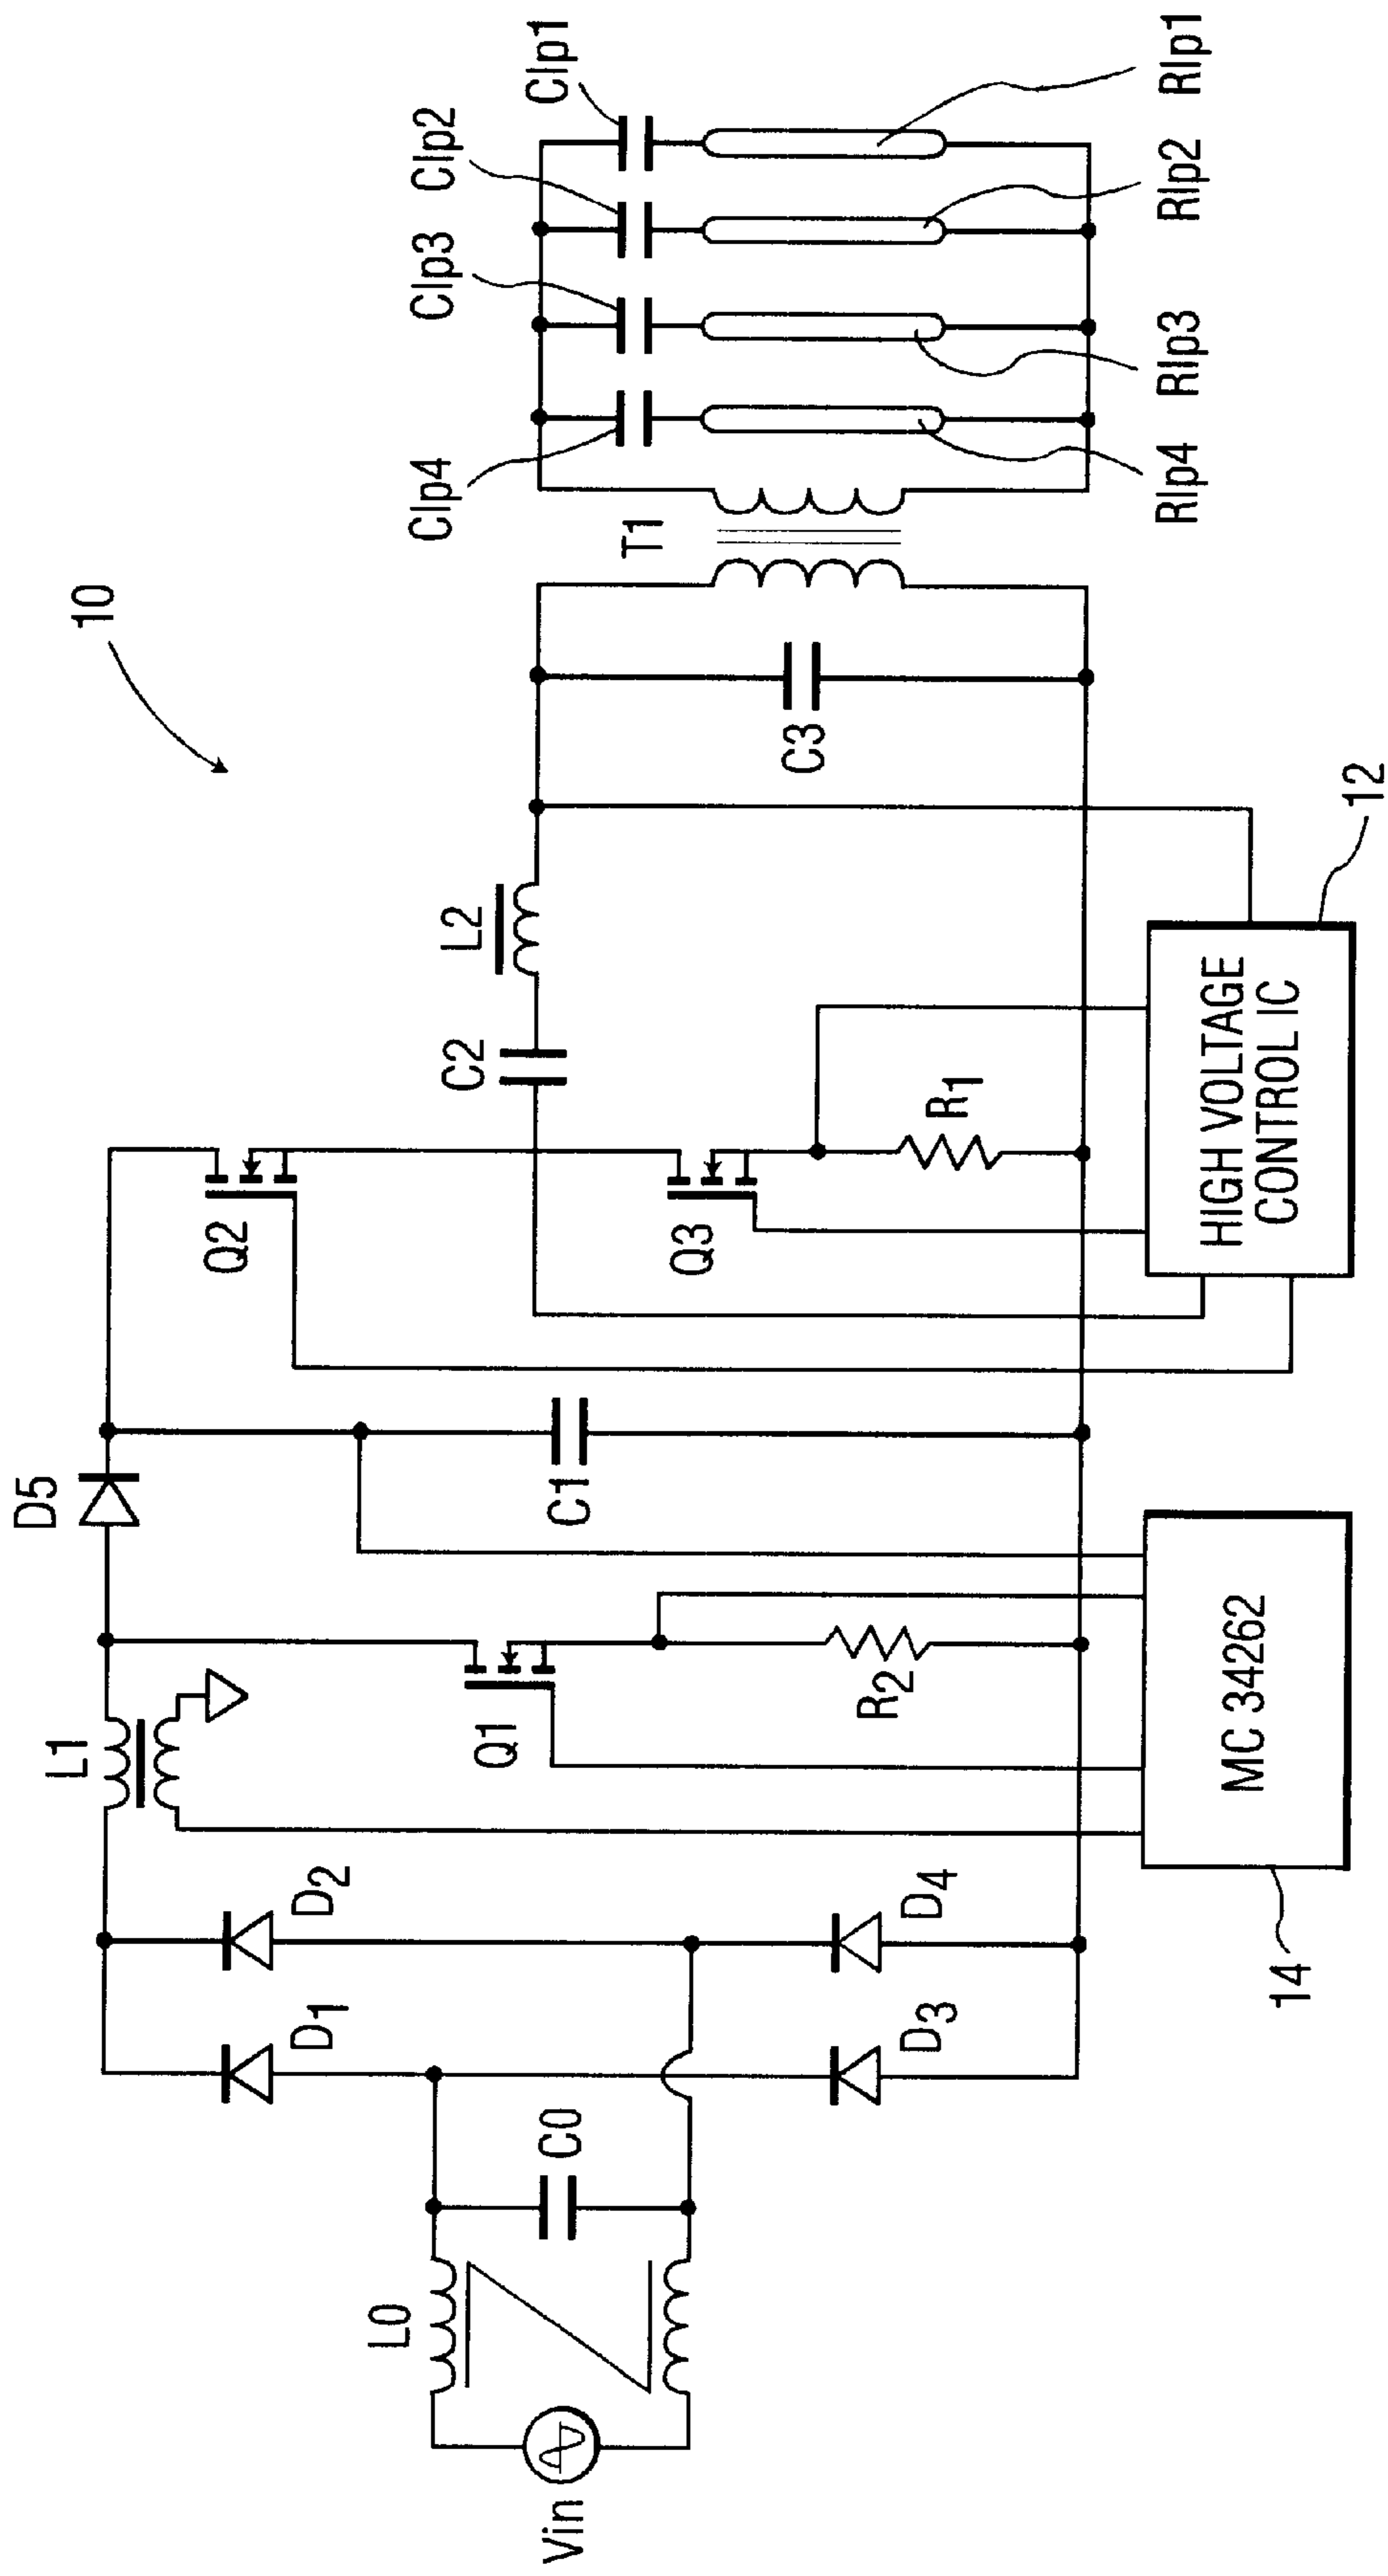 10
Vin
L0
C0
D1
D2
D3
D4
L1
D5
Q1
R2
C1
MC 34262
14
Q2
Q3
R1
C2
L2
C3
HIGH VOLTAGE
CONTROL IC
12
T1
Clp4
Clp3
Clp2
Clp1
Rlp4
Rlp3
Rlp2
Rlp1